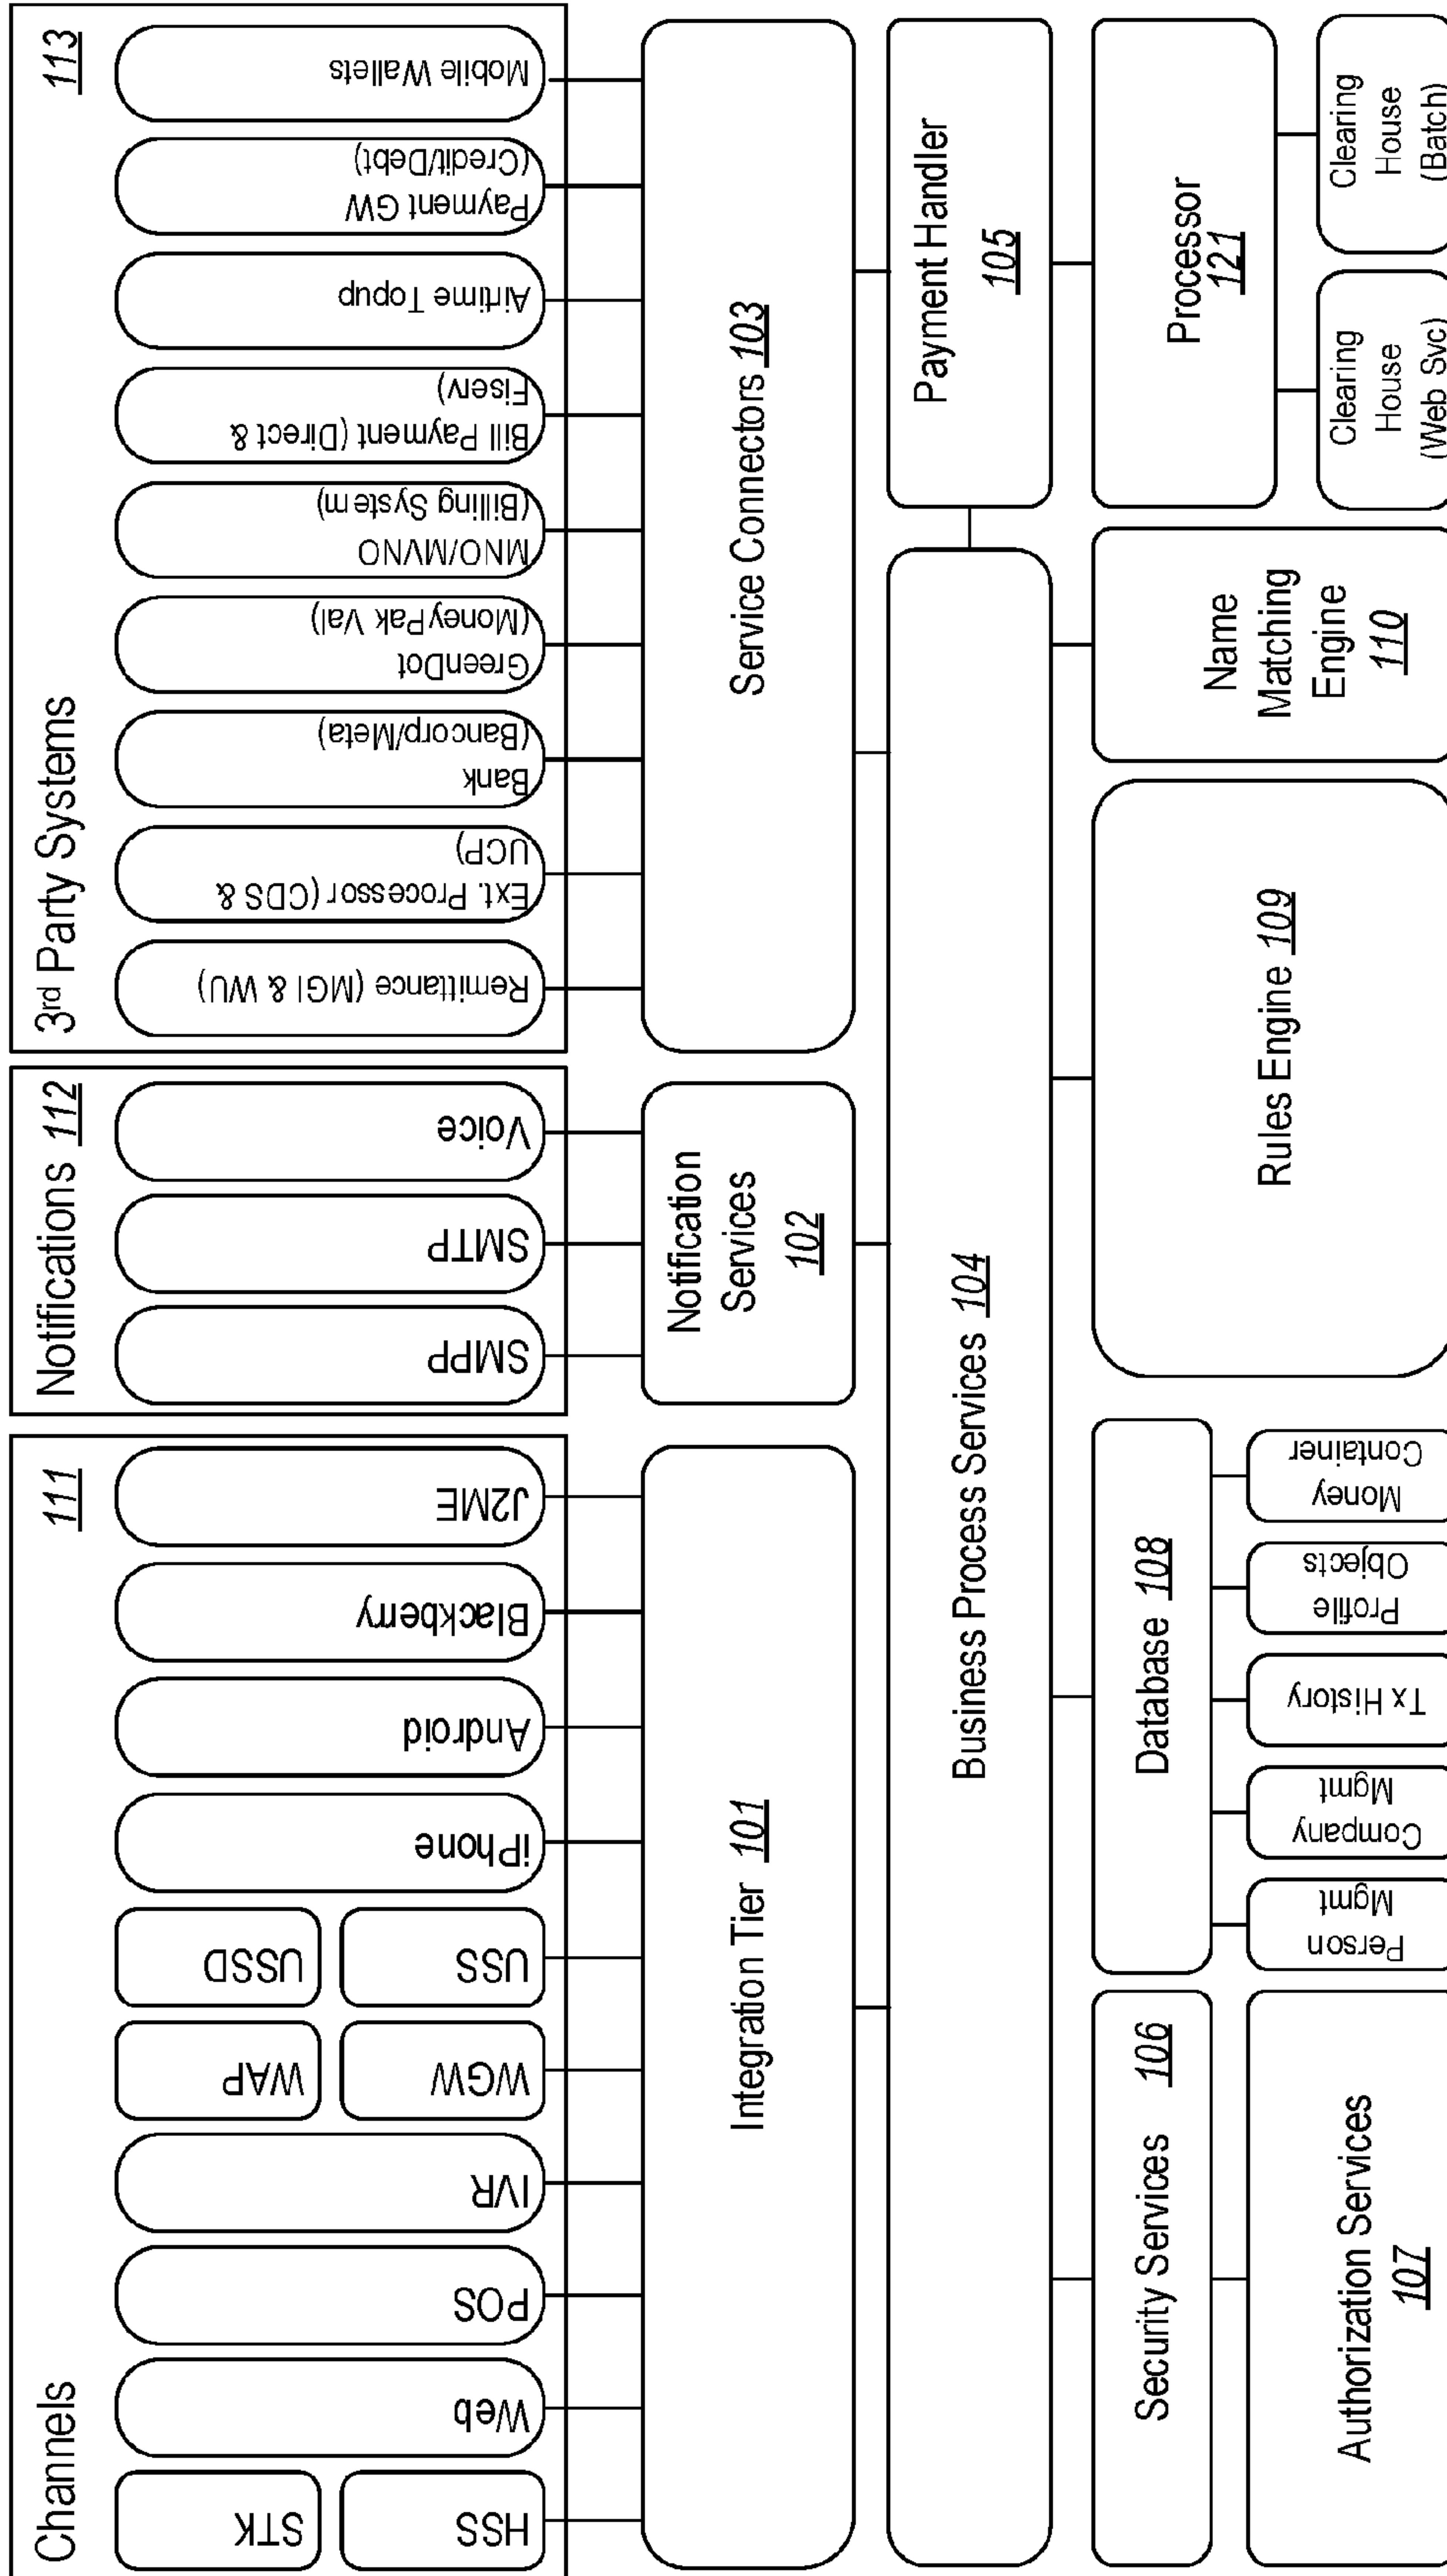 Channels 111
STK
HSS
Web
POS
IVR
WAP
WGW
USSD
USS
iPhone
Android
Blackberry
J2ME
Notifications 112
SMPP
SMTP
Voice
3rd Party Systems 113
Remittance (MGI & WU)
Ext. Processor (CDS &
UCP)
Bank
(Bancorp/Meta)
GreenDot
(MoneyPak Val)
MNO/MVNO
(Billing System)
Bill Payment (Direct &
Fiserv)
Airtime Topup
Payment GW
(Credit/Debt)
Mobile Wallets
Integration Tier 101
Notification
Services
102
Service Connectors 103
Business Process Services 104
Payment Handler
105
Security Services 106
Authorization Services
107
Database 108
Person
Mgmt
Company
Mgmt
Tx History
Profile
Objects
Money
Container
Rules Engine 109
Name
Matching
Engine
110
Processor
121
Clearing
House
(Web Svc)
Clearing
House
(Batch)